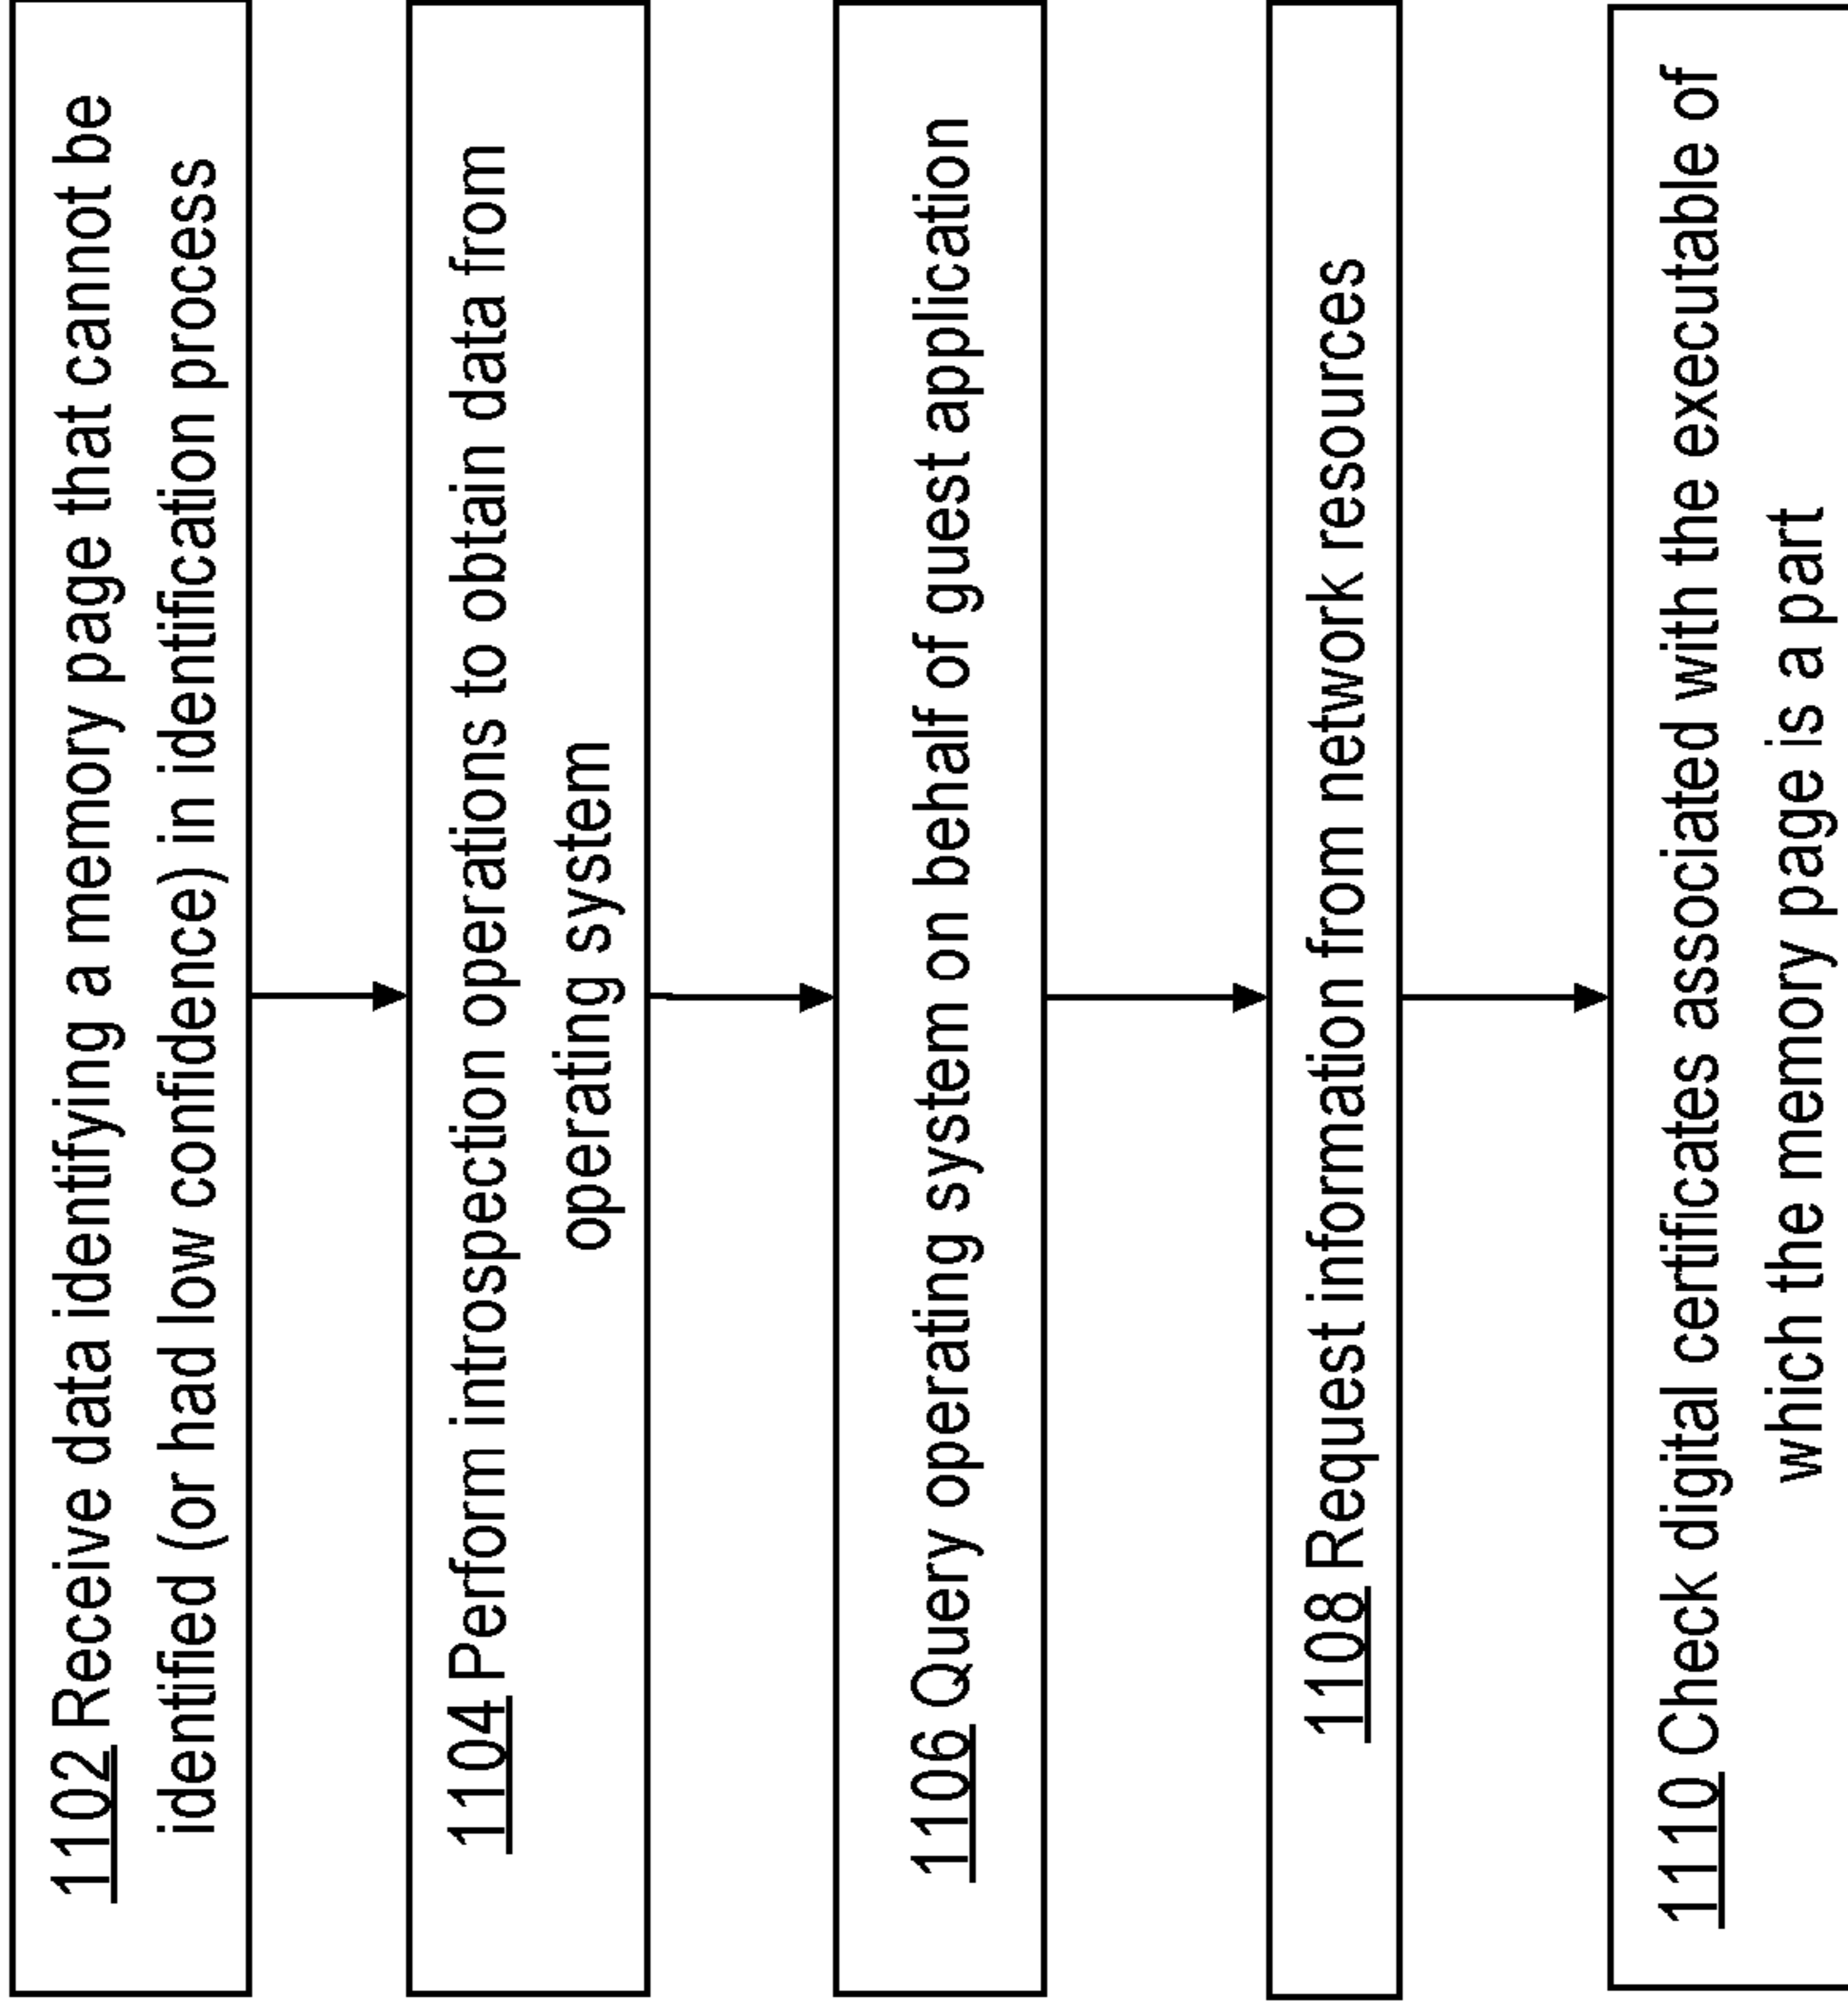 1102 Receive data identifying a memory page that cannot be
identified (or had low confidence) in identification process
1104 Perform introspection operations to obtain data from
operating system
1106 Query operating system on behalf of guest application
1108 Request information from network resources
1110 Check digital certificates associated with the executable of
which the memory page is a part